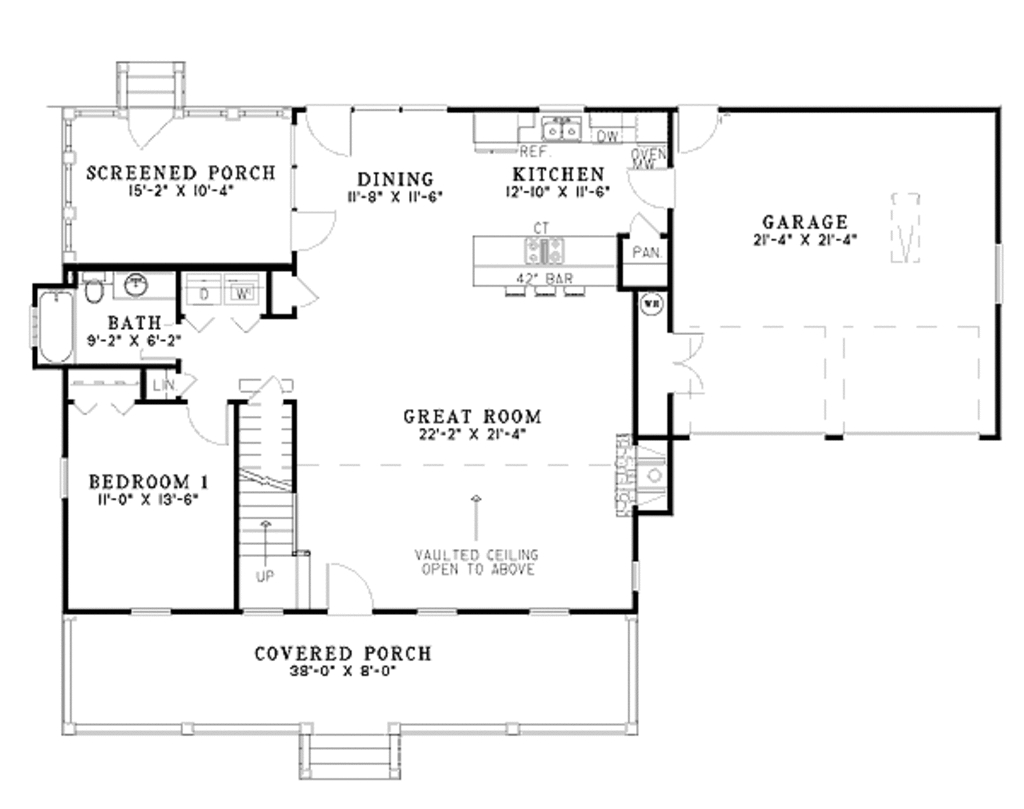 SCREENED PORCH
15'-2" X 10'-4"
DINING
11'-8" X 11'-6"
REF.
DW
KITCHEN
12'-10" X 11'-6"
OVEN
MW
GARAGE
21'-4" X 21'-4"
CT
42" BAR
PAN.
D
W
WH
BATH
9'-2" X 6'-2"
LIN.
GREAT ROOM
22'-2" X 21'-4"
BEDROOM 1
11'-0" X 13'-6"
VAULTED CEILING
OPEN TO ABOVE
UP
COVERED PORCH
38'-0" X 8'-0"